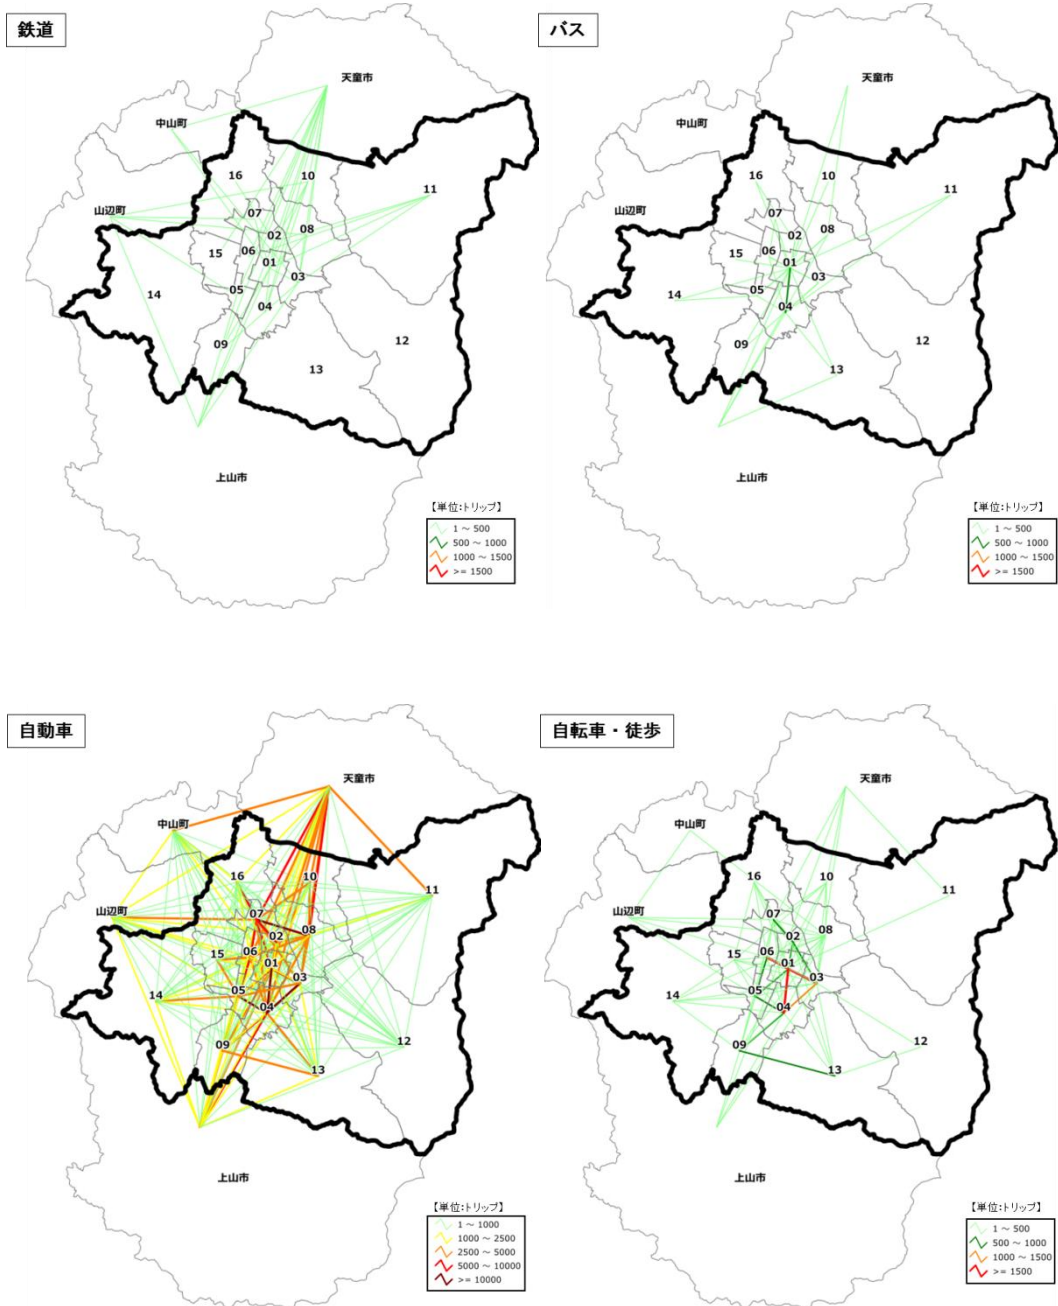 鉄道
天童市
中山町
16
10
11
山辺町
07
08
02
15
06
01
03
14
05
04
09
12
13
上山市
【単位:トリップ】
1 ～ 500
500 ～ 1000
1000 ～ 1500
>= 1500
バス
天童市
中山町
16
10
11
山辺町
07
08
02
15
06
01
03
14
05
04
09
12
13
上山市
【単位:トリップ】
1 ～ 500
500 ～ 1000
1000 ～ 1500
>= 1500
自動車
天童市
中山町
16
10
11
山辺町
07
08
02
15
06
01
03
14
05
04
09
12
13
上山市
【単位:トリップ】
1 ～ 1000
1000 ～ 2500
2500 ～ 5000
5000 ～ 10000
>= 10000
自転車・徒歩
天童市
中山町
16
10
11
山辺町
07
08
02
15
06
01
03
14
05
04
09
12
13
上山市
【単位:トリップ】
1 ～ 500
500 ～ 1000
1000 ～ 1500
>= 1500